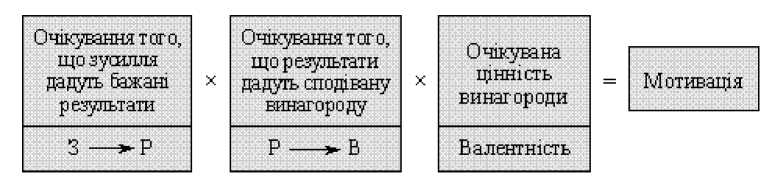 Очікування того,
що зусилля
дадуть бажані
результати
З → Р
×
Очікування того,
що результати
дадуть сподівану
винагороду
Р → В
×
Очікувана
цінність
винагороди
Валентність
=
Мотивація